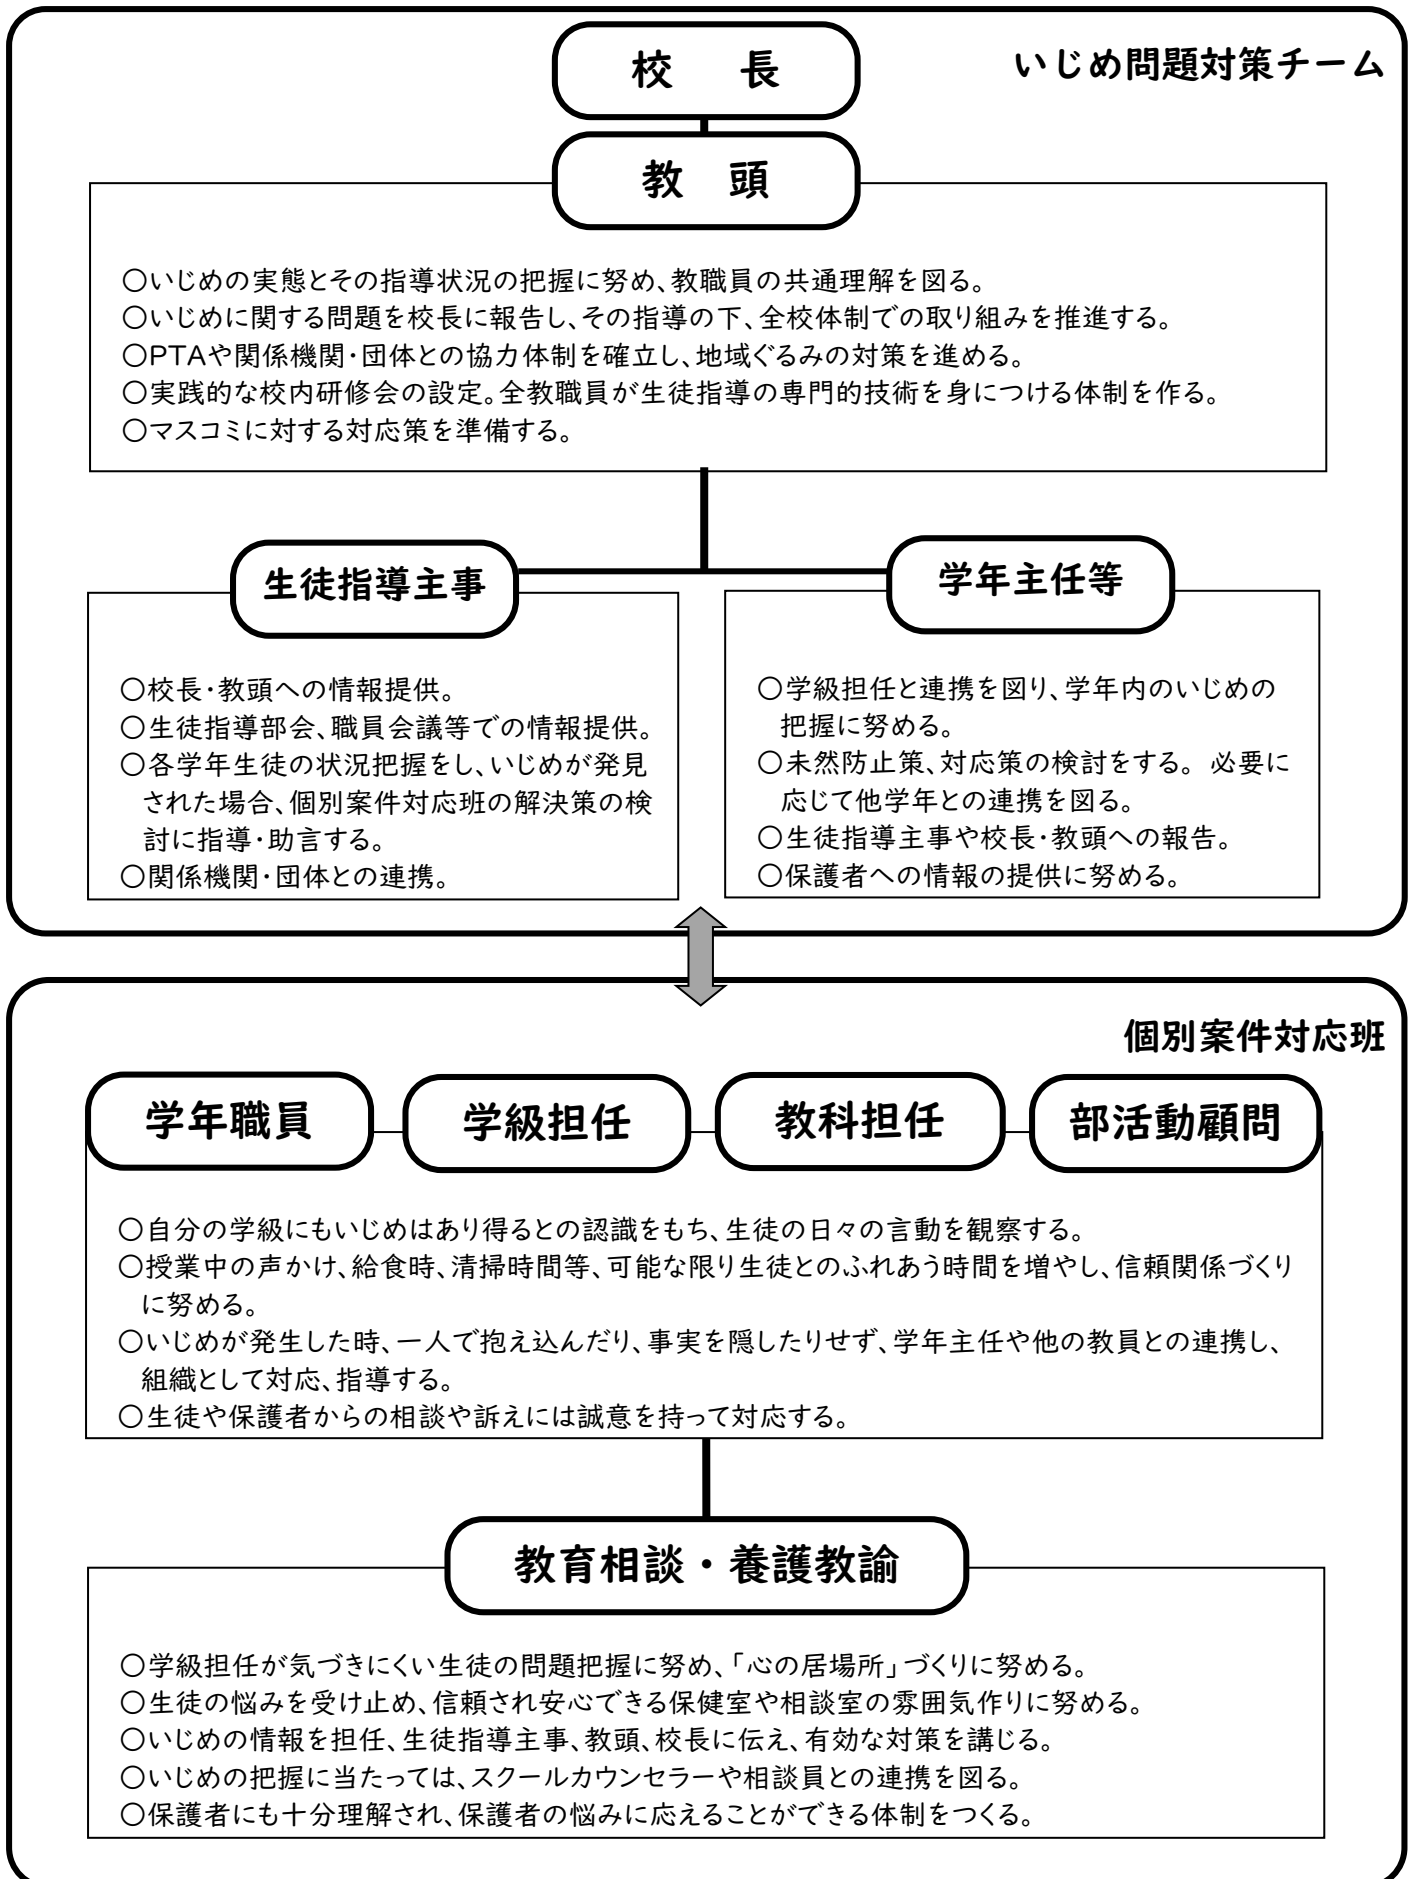 いじめ問題対策チーム
校　長
教　頭
〇いじめの実態とその指導状況の把握に努め、教職員の共通理解を図る。
〇いじめに関する問題を校長に報告し、その指導の下、全校体制での取り組みを推進する。
〇PTAや関係機関・団体との協力体制を確立し、地域ぐるみの対策を進める。
〇実践的な校内研修会の設定。全教職員が生徒指導の専門的技術を身につける体制を作る。
〇マスコミに対する対応策を準備する。
生徒指導主事
〇校長・教頭への情報提供。
〇生徒指導部会、職員会議等での情報提供。
〇各学年生徒の状況把握をし、いじめが発見
された場合、個別案件対応班の解決策の検
討に指導・助言する。
〇関係機関・団体との連携。
学年主任等
〇学級担任と連携を図り、学年内のいじめの
把握に努める。
〇未然防止策、対応策の検討をする。 必要に
応じて他学年との連携を図る。
〇生徒指導主事や校長・教頭への報告。
〇保護者への情報の提供に努める。
個別案件対応班
学年職員
学級担任
教科担任
部活動顧問
〇自分の学級にもいじめはあり得るとの認識をもち、生徒の日々の言動を観察する。
〇授業中の声かけ、給食時、清掃時間等、可能な限り生徒とのふれあう時間を増やし、信頼関係づくり
に努める。
〇いじめが発生した時、一人で抱え込んだり、事実を隠したりせず、学年主任や他の教員との連携し、
組織として対応、指導する。
〇生徒や保護者からの相談や訴えには誠意を持って対応する。
教育相談・養護教諭
〇学級担任が気づきにくい生徒の問題把握に努め、「心の居場所」づくりに努める。
〇生徒の悩みを受け止め、信頼され安心できる保健室や相談室の雰囲気作りに努める。
〇いじめの情報を担任、生徒指導主事、教頭、校長に伝え、有効な対策を講じる。
〇いじめの把握に当たっては、スクールカウンセラーや相談員との連携を図る。
〇保護者にも十分理解され、保護者の悩みに応えることができる体制をつくる。